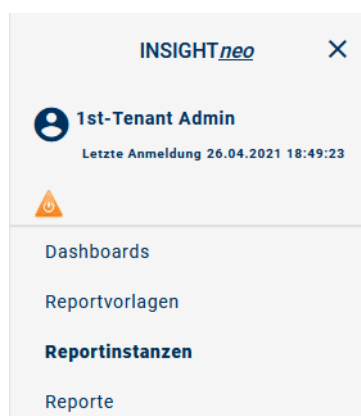 INSIGHTneo
1st-Tenant Admin
Letzte Anmeldung 26.04.2021 18:49:23
Dashboards
Reportvorlagen
Reportinstanzen
Reporte